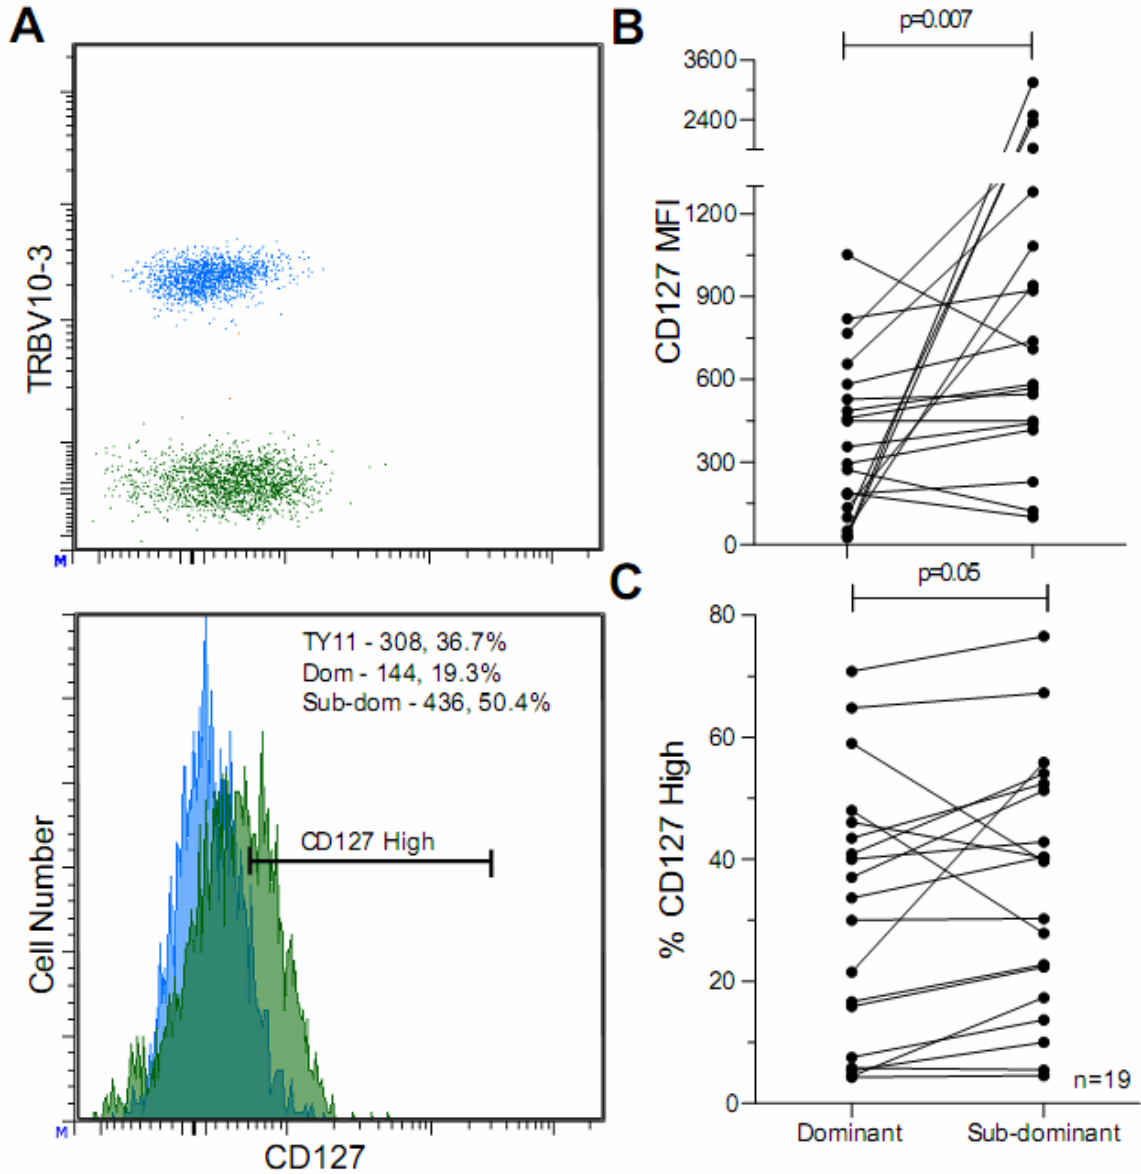 A
TRBV10-3
M
TY11 - 308, 36.7%
Dom - 144, 19.3%
Sub-dom - 436, 50.4%
CD127 High
Cell Number
M
CD127
B
p=0.007
3600
2400
1200
900
600
300
0
CD127 MFI
C
p=0.05
80
60
40
20
0
% CD127 High
n=19
Dominant
Sub-dominant